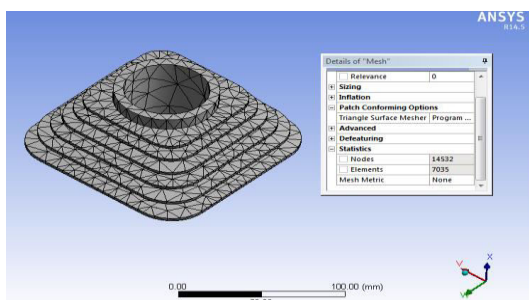 ANSYS
R14.5
Details of "Mesh"
Relevance 0
Sizing
Inflation
Patch Conforming Options
Triangle Surface Mesher Program ...
Advanced
Defeaturing
Statistics
Nodes 14532
Elements 7035
Mesh Metric None
0.00 100.00 (mm)
X
Y